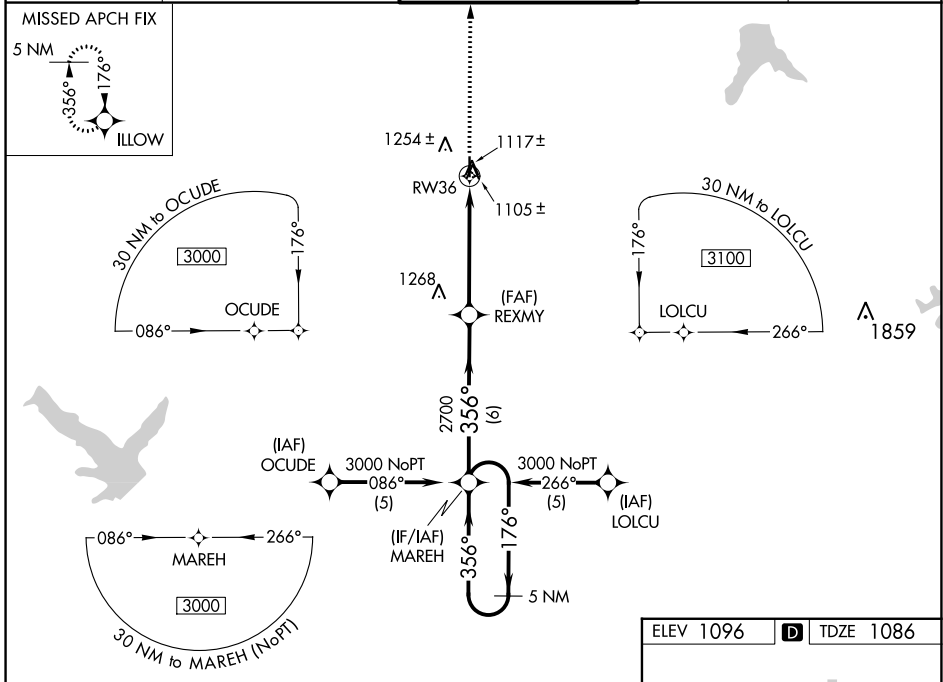 MISSED APCH FIX
5 NM
356°
176°
ILLOW
1254 ±
1117 ±
RW36
1105 ±
30 NM to OCUDE
3000
176°
OCUDE
086°
30 NM to LOLCU
176°
3100
LOLCU
266°
1859
1268
(FAF)
REXMY
2700
356°
(6)
(IAF)
OCUDE
3000 NoPT
086°
(5)
3000 NoPT
266°
(5)
(IAF)
LOLCU
(IF/IAF)
MAREH
356°
176°
5 NM
086°
266°
MAREH
3000
30 NM to MAREH (NoPT)
ELEV 1096 D TDZE 1086